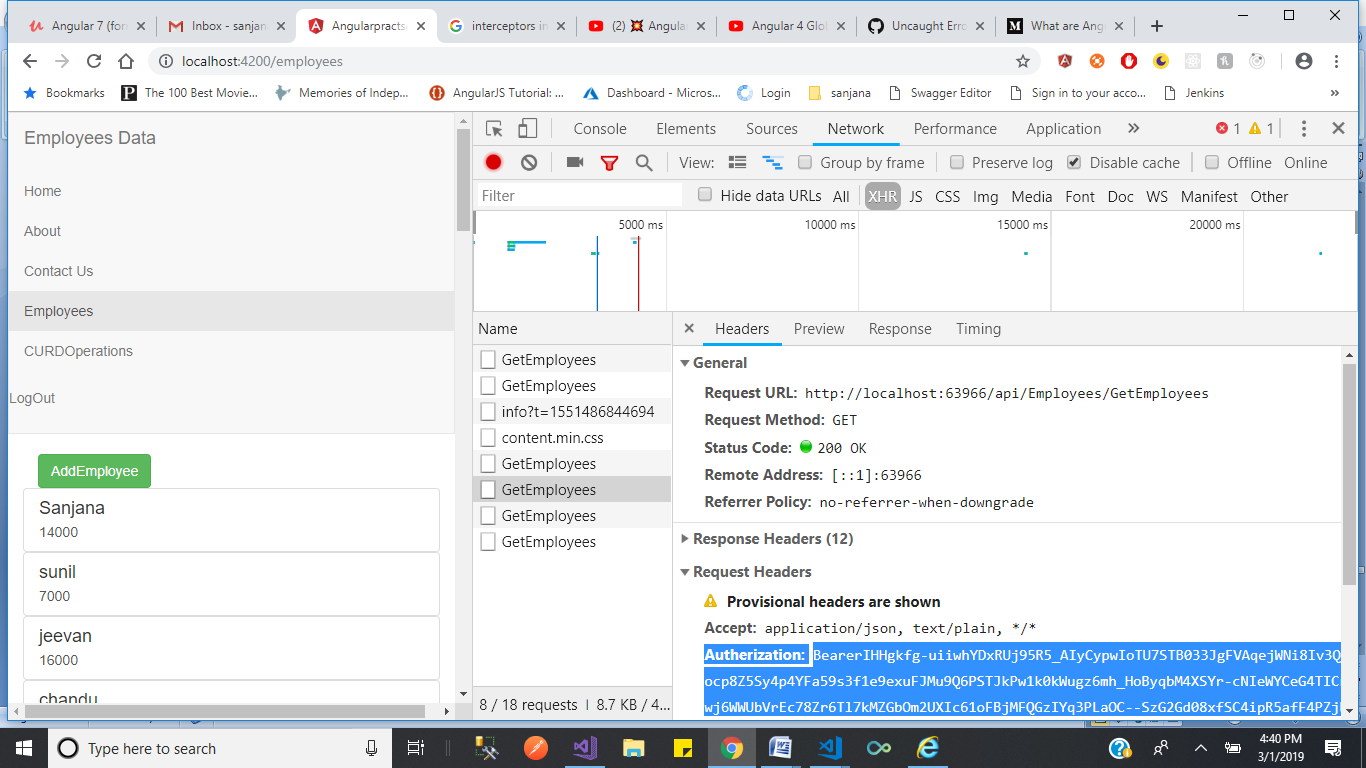 Angular 7 (for
Inbox - sanjan
Angularpracts
interceptors in
(2) 💥 Angula
Angular 4 Glo
Uncaught Erro
What are Ang
localhost:4200/employees
Bookmarks
The 100 Best Movie...
Memories of Indep...
AngularJS Tutorial: ...
Dashboard - Micros...
Login
sanjana
Swagger Editor
Sign in to your acco...
Jenkins
»
Employees Data
Home
About
Contact Us
Employees
CURDOperations
LogOut
AddEmployee
Sanjana
14000
sunil
7000
jeevan
16000
chandu
Console Elements Sources Network Performance Application » 1 1
View: Group by frame Preserve log Disable cache Offline Online
Filter Hide data URLs All XHR JS CSS Img Media Font Doc WS Manifest Other
5000 ms 10000 ms 15000 ms 20000 ms
Name
GetEmployees
GetEmployees
info?t=1551486844694
content.min.css
GetEmployees
GetEmployees
GetEmployees
GetEmployees
8 / 18 requests | 8.7 KB / 4...
Headers Preview Response Timing
General
Request URL: http://localhost:63966/api/Employees/GetEmployees
Request Method: GET
Status Code: 200 OK
Remote Address: [::1]:63966
Referrer Policy: no-referrer-when-downgrade
Response Headers (12)
Request Headers
Provisional headers are shown
Accept: application/json, text/plain, */*
Autherization: BearerIHHgkfg-uiiwhYDxRUj95R5_AIyCypwIoTU7STB033JgFVAqejWNi8Iv3Q
ocp8Z5Sy4p4YFa59s3f1e9exuFJMu9Q6PSTJkPw1k0kWugz6mh_HoByqbM4XSYr-cNIeWYCeG4TIC
wj6WWUbVrEc78Zr6Tl7kMZGbOm2UXIc61oFBjMFQGzIYq3PLaOC--SzG2Gd08xfSC4ipR5afF4PZj
Type here to search
4:40 PM
3/1/2019